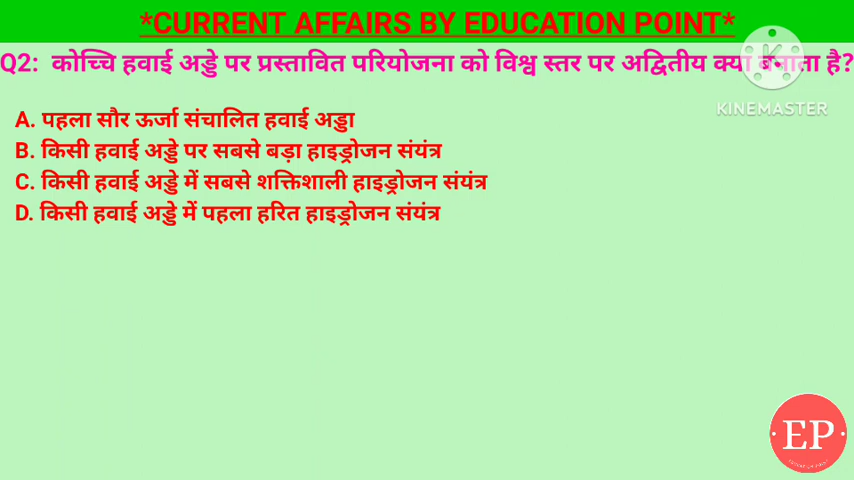 *CURRENT AFFAIRS BY EDUCATION POINT*
Q2: कोच्चि हवाई अड्डे पर प्रस्तावित परियोजना को विश्व स्तर पर अद्वितीय क्या बनाता है?
KINEMASTER
A. पहला सौर ऊर्जा संचालित हवाई अड्डा
B. किसी हवाई अड्डे पर सबसे बड़ा हाइड्रोजन संयंत्र
C. किसी हवाई अड्डे में सबसे शक्तिशाली हाइड्रोजन संयंत्र
D. किसी हवाई अड्डे में पहला हरित हाइड्रोजन संयंत्र
EP